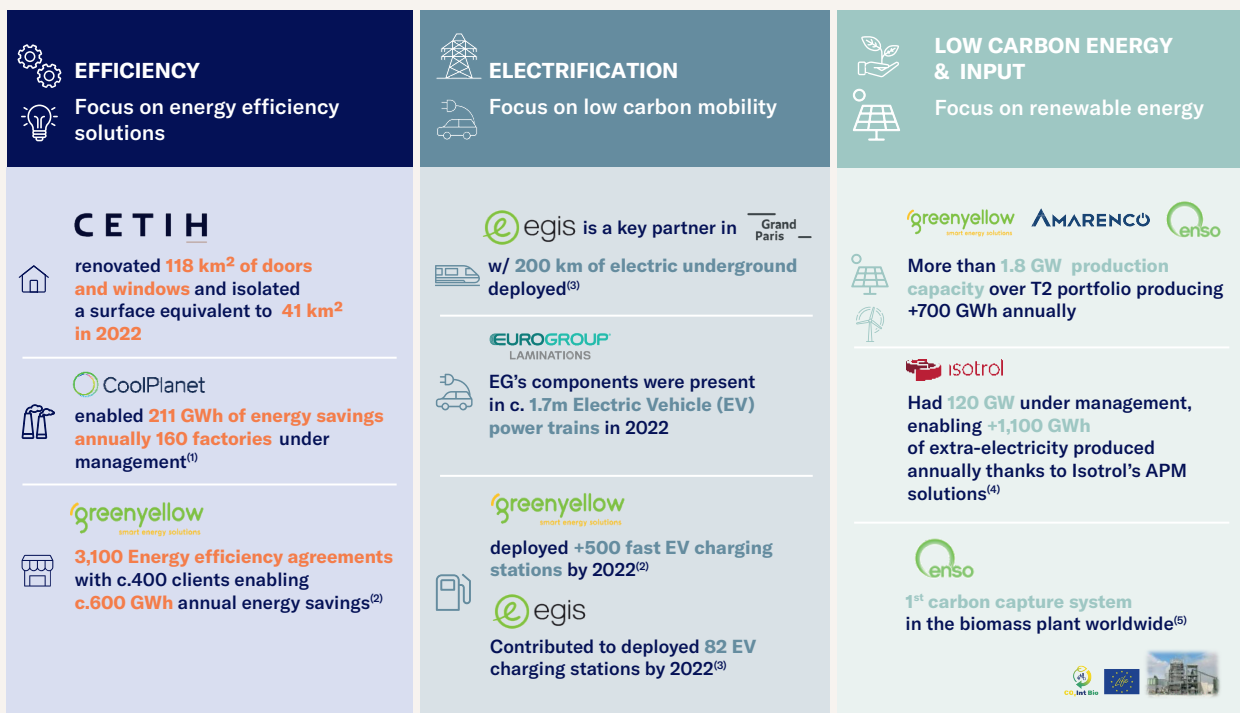 EFFICIENCY
Focus on energy efficiency
solutions
CETIH
renovated 118 km² of doors
and windows and isolated
a surface equivalent to 41 km²
in 2022
CoolPlanet
enabled 211 GWh of energy savings
annually 160 factories under
management(1)
greenyellow
smart energy solutions
3,100 Energy efficiency agreements
with c.400 clients enabling
c.600 GWh annual energy savings(2)
ELECTRIFICATION
Focus on low carbon mobility
egis is a key partner in Grand
Paris
w/ 200 km of electric underground
deployed(3)
EUROGROUP
LAMINATIONS
EG's components were present
in c. 1.7m Electric Vehicle (EV)
power trains in 2022
greenyellow
smart energy solutions
deployed +500 fast EV charging
stations by 2022(2)
egis
Contributed to deployed 82 EV
charging stations by 2022(3)
LOW CARBON ENERGY
& INPUT
Focus on renewable energy
greenyellow AMARENCO enso
smart energy solutions
More than 1.8 GW production
capacity over T2 portfolio producing
+700 GWh annually
isotrol
Had 120 GW under management,
enabling +1,100 GWh
of extra-electricity produced
annually thanks to Isotrol's APM
solutions(4)
enso
1st carbon capture system
in the biomass plant worldwide(5)
CO₂Int Bio
life